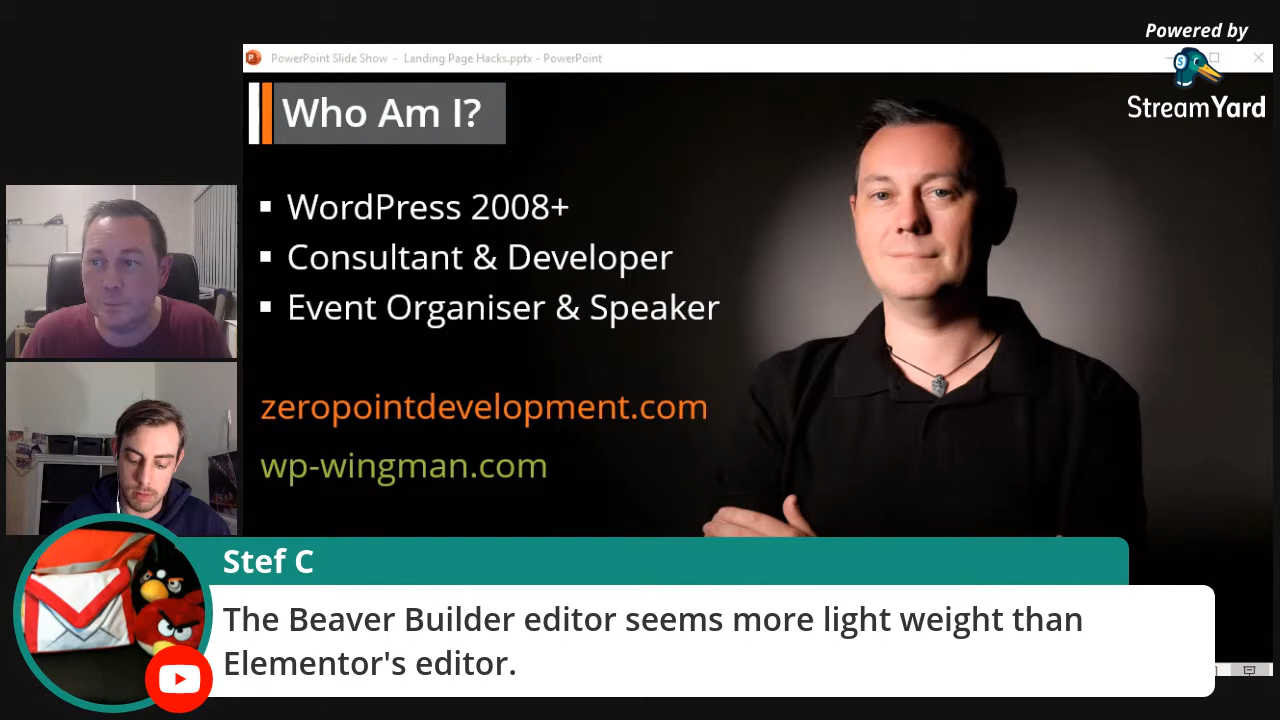 Powered by
StreamYard
PowerPoint Slide Show - Landing Page Hacks.pptx - PowerPoint
Who Am I?
WordPress 2008+
Consultant & Developer
Event Organiser & Speaker
zeropointdevelopment.com
wp-wingman.com
Stef C
The Beaver Builder editor seems more light weight than
Elementor's editor.